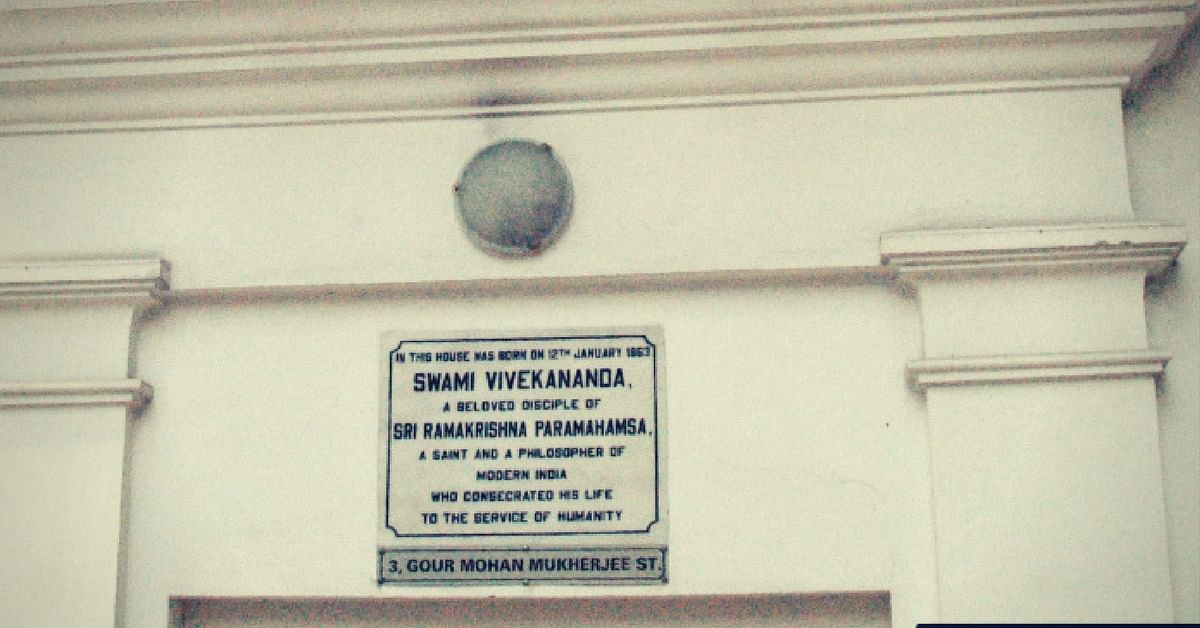 IN THIS HOUSE WAS BORN ON 12TH JANUARY 1863
SWAMI VIVEKANANDA,
A BELOVED DISCIPLE OF
SRI RAMAKRISHNA PARAMAHAMSA,
A SAINT AND A PHILOSOPHER OF
MODERN INDIA
WHO CONSECRATED HIS LIFE
TO THE SERVICE OF HUMANITY
3, GOUR MOHAN MUKHERJEE ST.